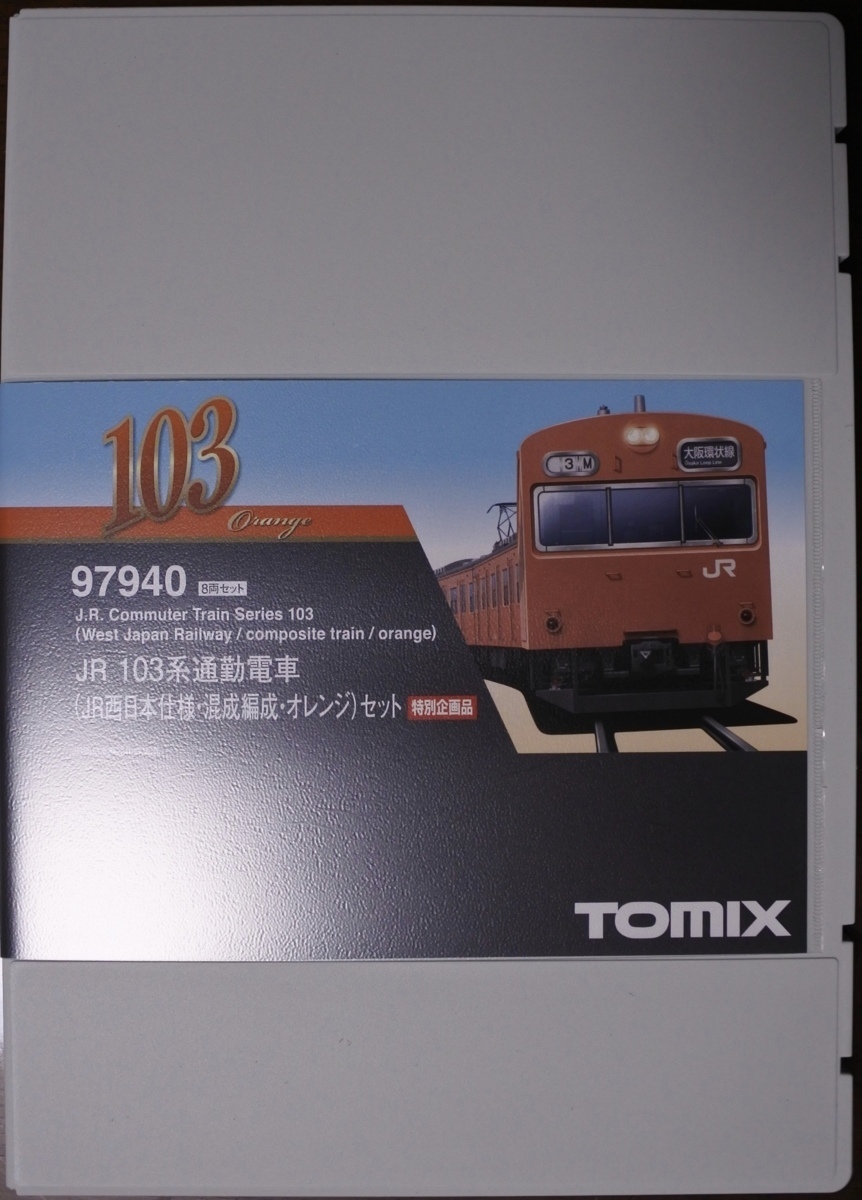 103
Orange
3 M
大阪環状線
Osaka Loop Line
JR
97940 8両セット
J.R. Commuter Train Series 103
(West Japan Railway / composite train / orange)
JR 103系通勤電車
(JR西日本仕様・混成編成・オレンジ)セット 特別企画品
TOMIX